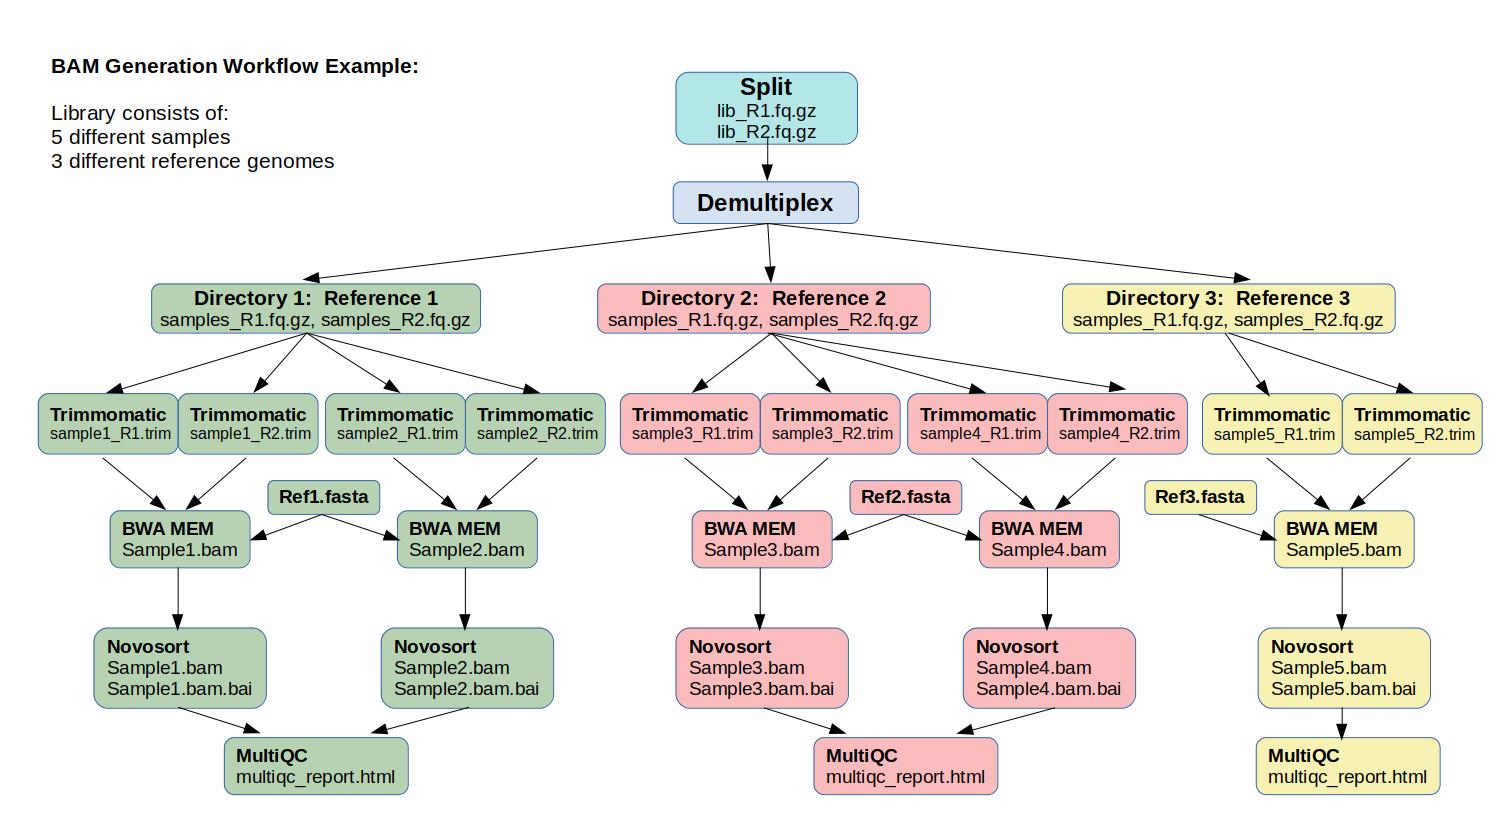 BAM Generation Workflow Example:
Library consists of:
5 different samples
3 different reference genomes
Split
lib_R1.fq.gz
lib_R2.fq.gz
Demultiplex
Directory 1:  Reference 1
samples_R1.fq.gz, samples_R2.fq.gz
Directory 2:  Reference 2
samples_R1.fq.gz, samples_R2.fq.gz
Directory 3:  Reference 3
samples_R1.fq.gz, samples_R2.fq.gz
Trimmomatic
sample1_R1.trim
Trimmomatic
sample1_R2.trim
Trimmomatic
sample2_R1.trim
Trimmomatic
sample2_R2.trim
Trimmomatic
sample3_R1.trim
Trimmomatic
sample3_R2.trim
Trimmomatic
sample4_R1.trim
Trimmomatic
sample4_R2.trim
Trimmomatic
sample5_R1.trim
Trimmomatic
sample5_R2.trim
Ref1.fasta
Ref2.fasta
Ref3.fasta
BWA MEM
Sample1.bam
BWA MEM
Sample2.bam
BWA MEM
Sample3.bam
BWA MEM
Sample4.bam
BWA MEM
Sample5.bam
Novosort
Sample1.bam
Sample1.bam.bai
Novosort
Sample2.bam
Sample2.bam.bai
Novosort
Sample3.bam
Sample3.bam.bai
Novosort
Sample4.bam
Sample4.bam.bai
Novosort
Sample5.bam
Sample5.bam.bai
MultiQC
multiqc_report.html
MultiQC
multiqc_report.html
MultiQC
multiqc_report.html